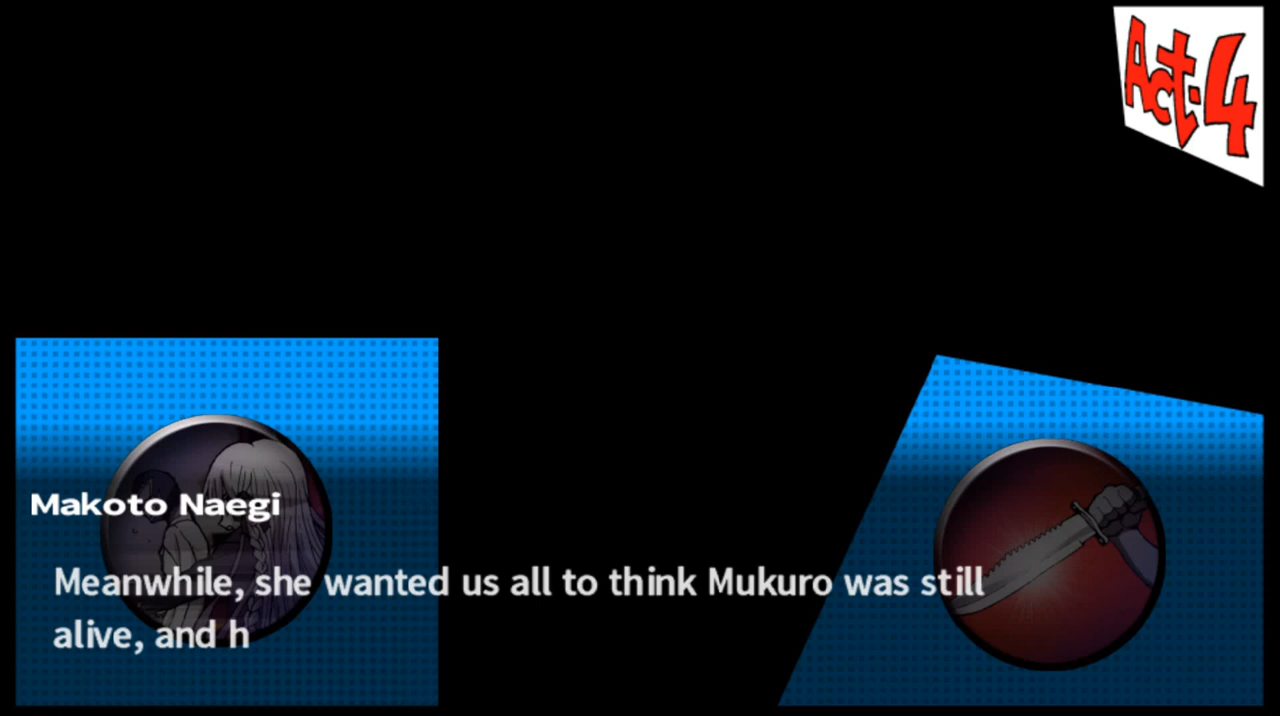 Act.4
Makoto Naegi
Meanwhile, she wanted us all to think Mukuro was still
alive, and h